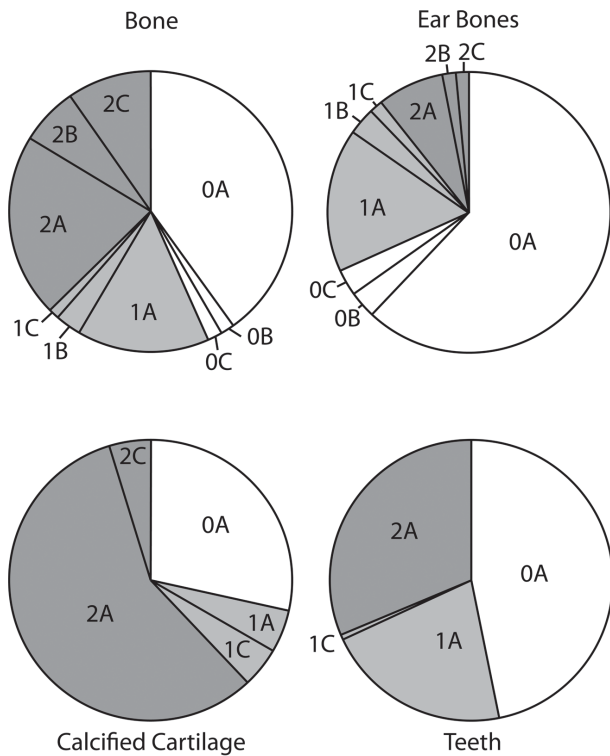 Bone
2C
2B
0A
2A
1C
1B
1A
0C
0B
Ear Bones
2B
2C
1C
1B
2A
1A
0A
0C
0B
2C
0A
2A
1A
1C
Calcified Cartilage
2A
0A
1C
1A
Teeth